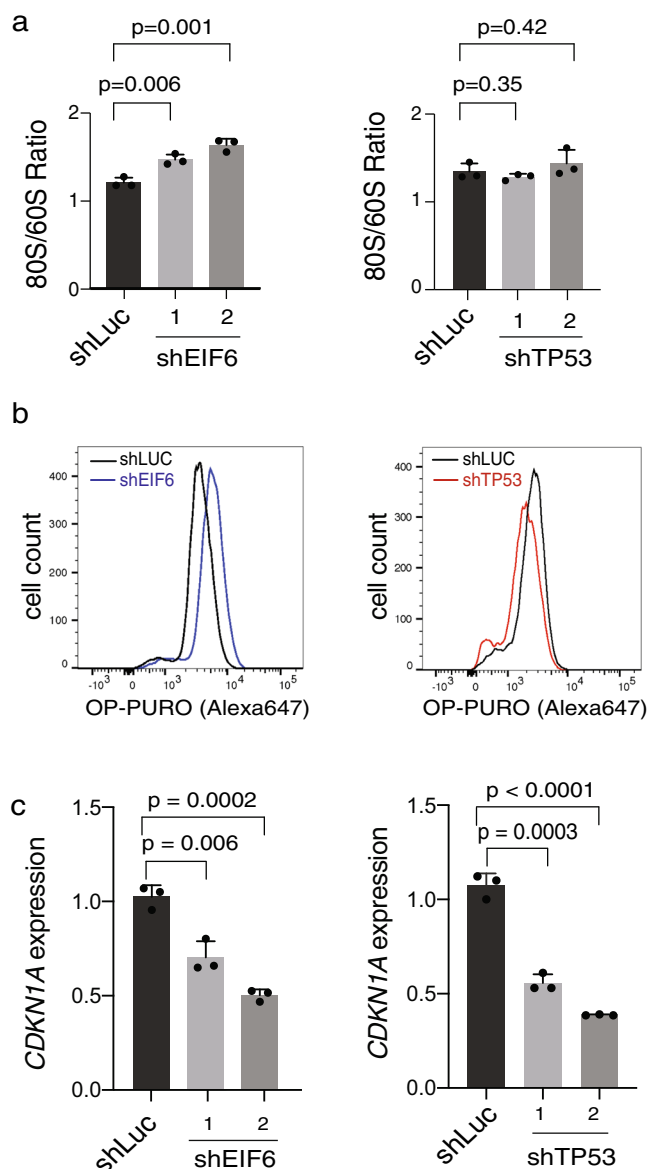 a
p=0.001
p=0.006
80S/60S Ratio
2
1
0
shLuc
1
2
shEIF6
p=0.42
p=0.35
80S/60S Ratio
2
1
0
shLuc
1
2
shTP53
b
shLUC
shEIF6
cell count
400
300
200
100
0
-10³ 0 10³ 10⁴ 10⁵
OP-PURO (Alexa647)
shLUC
shTP53
cell count
400
300
200
100
0
-10³ 0 10³ 10⁴ 10⁵
OP-PURO (Alexa647)
c
p = 0.0002
p = 0.006
CDKN1A expression
1.5
1.0
0.5
0.0
shLuc
1
2
shEIF6
p < 0.0001
p = 0.0003
CDKN1A expression
1.5
1.0
0.5
0.0
shLuc
1
2
shTP53